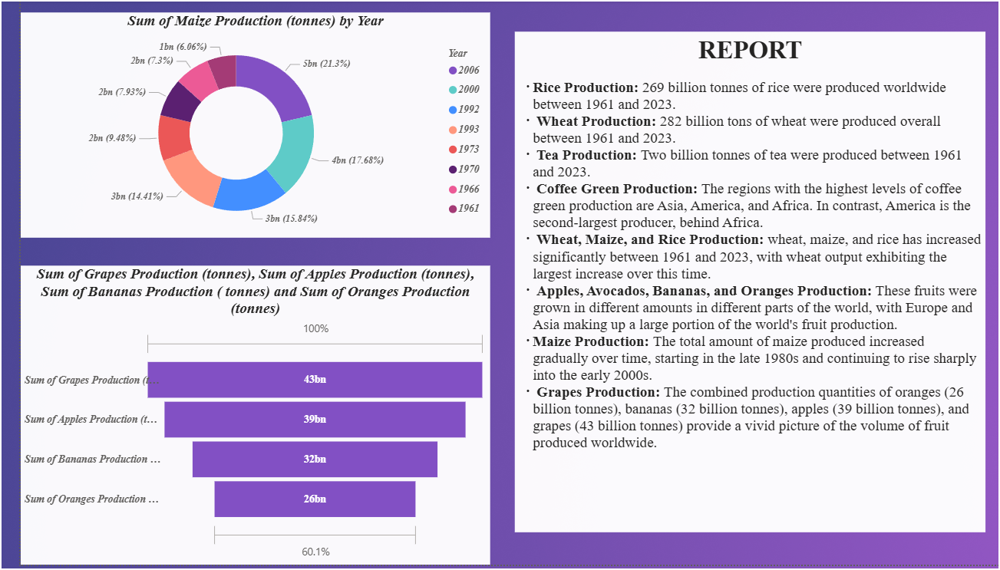 Sum of Maize Production (tonnes) by Year
1bn (6.06%)
2bn (7.3%)
2bn (7.93%)
2bn (9.48%)
3bn (14.41%)
5bn (21.3%)
4bn (17.68%)
3bn (15.84%)
Year
2006
2000
1992
1993
1973
1970
1966
1961
Sum of Grapes Production (tonnes), Sum of Apples Production (tonnes),
Sum of Bananas Production ( tonnes) and Sum of Oranges Production
(tonnes)
100%
Sum of Grapes Production (t…
43bn
Sum of Apples Production (t…
39bn
Sum of Bananas Production …
32bn
Sum of Oranges Production …
26bn
60.1%
REPORT
· Rice Production: 269 billion tonnes of rice were produced worldwide
between 1961 and 2023.
· Wheat Production: 282 billion tons of wheat were produced overall
between 1961 and 2023.
· Tea Production: Two billion tonnes of tea were produced between 1961
and 2023.
· Coffee Green Production: The regions with the highest levels of coffee
green production are Asia, America, and Africa. In contrast, America is the
second-largest producer, behind Africa.
· Wheat, Maize, and Rice Production: wheat, maize, and rice has increased
significantly between 1961 and 2023, with wheat output exhibiting the
largest increase over this time.
· Apples, Avocados, Bananas, and Oranges Production: These fruits were
grown in different amounts in different parts of the world, with Europe and
Asia making up a large portion of the world's fruit production.
· Maize Production: The total amount of maize produced increased
gradually over time, starting in the late 1980s and continuing to rise sharply
into the early 2000s.
· Grapes Production: The combined production quantities of oranges (26
billion tonnes), bananas (32 billion tonnes), apples (39 billion tonnes), and
grapes (43 billion tonnes) provide a vivid picture of the volume of fruit
produced worldwide.